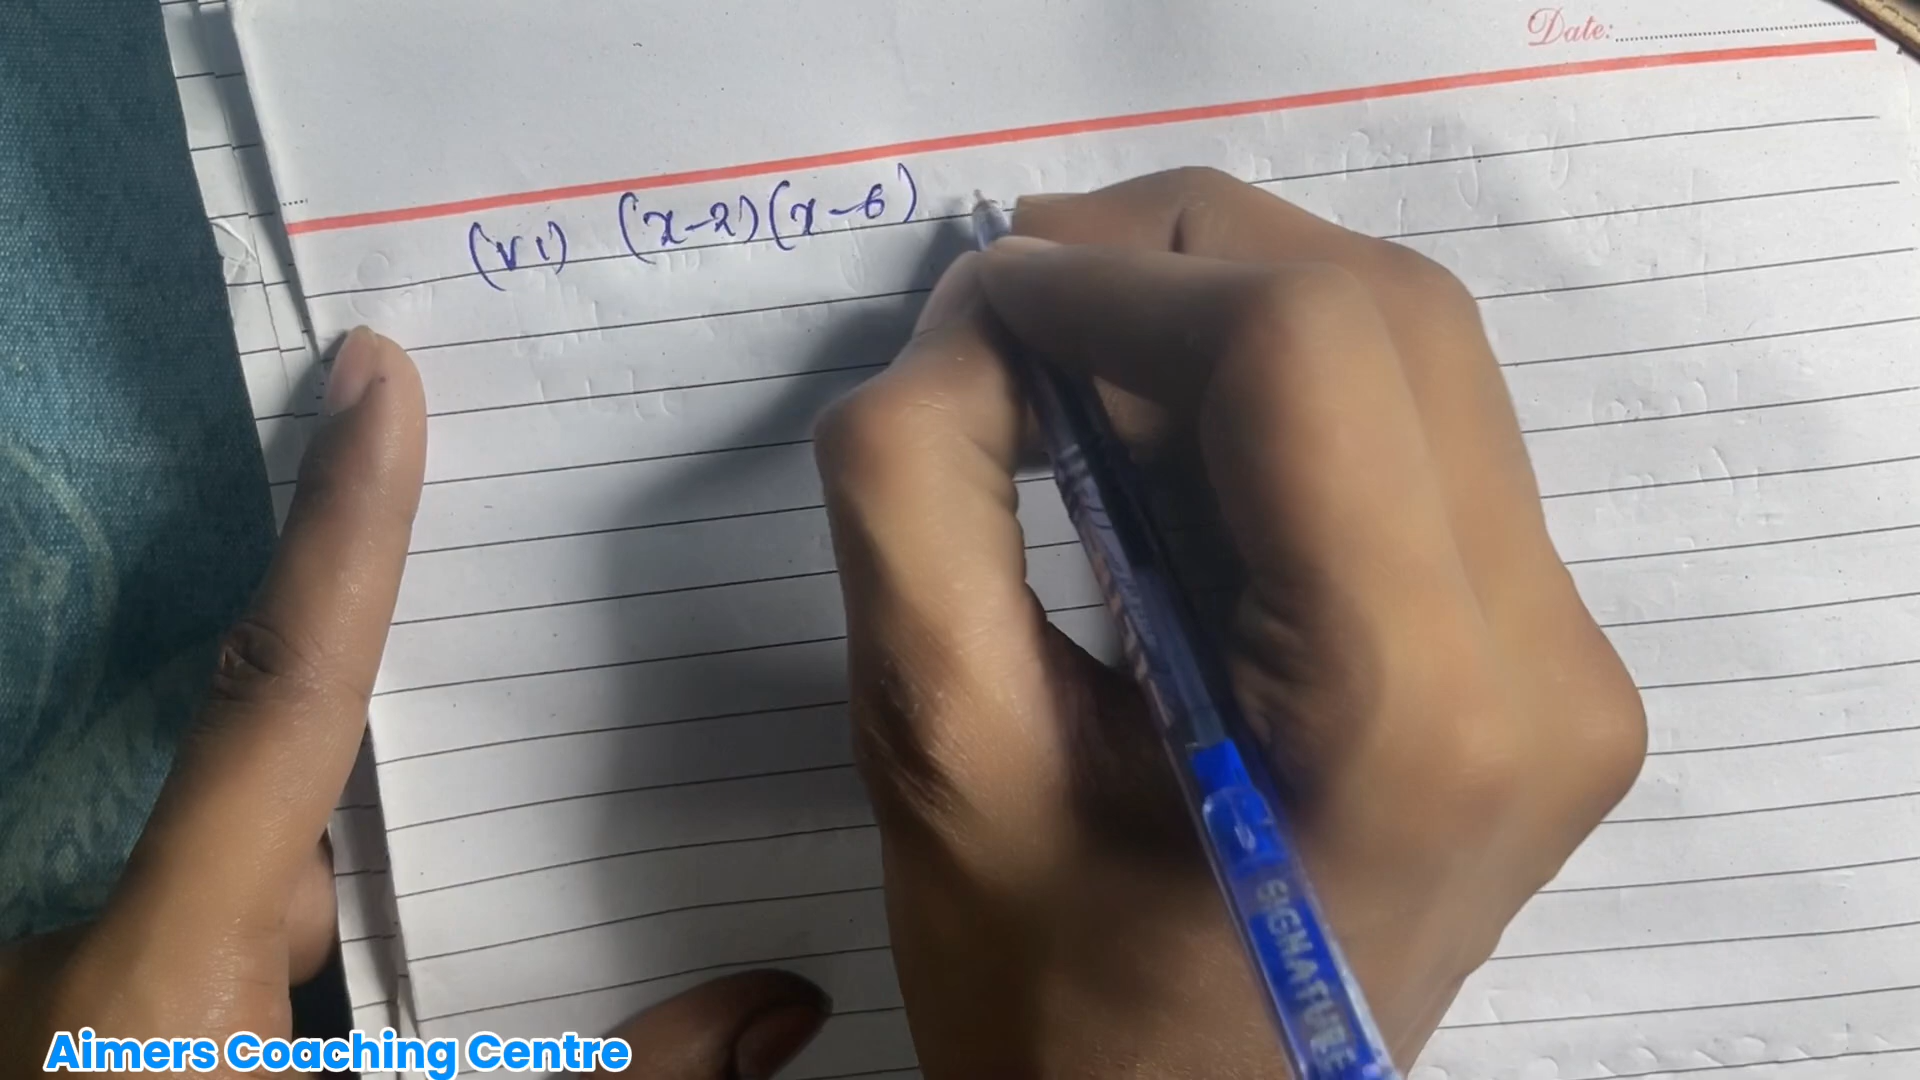 Date:
(vi) (x-2)(x-6)
SIGNATURE
Aimers Coaching Centre